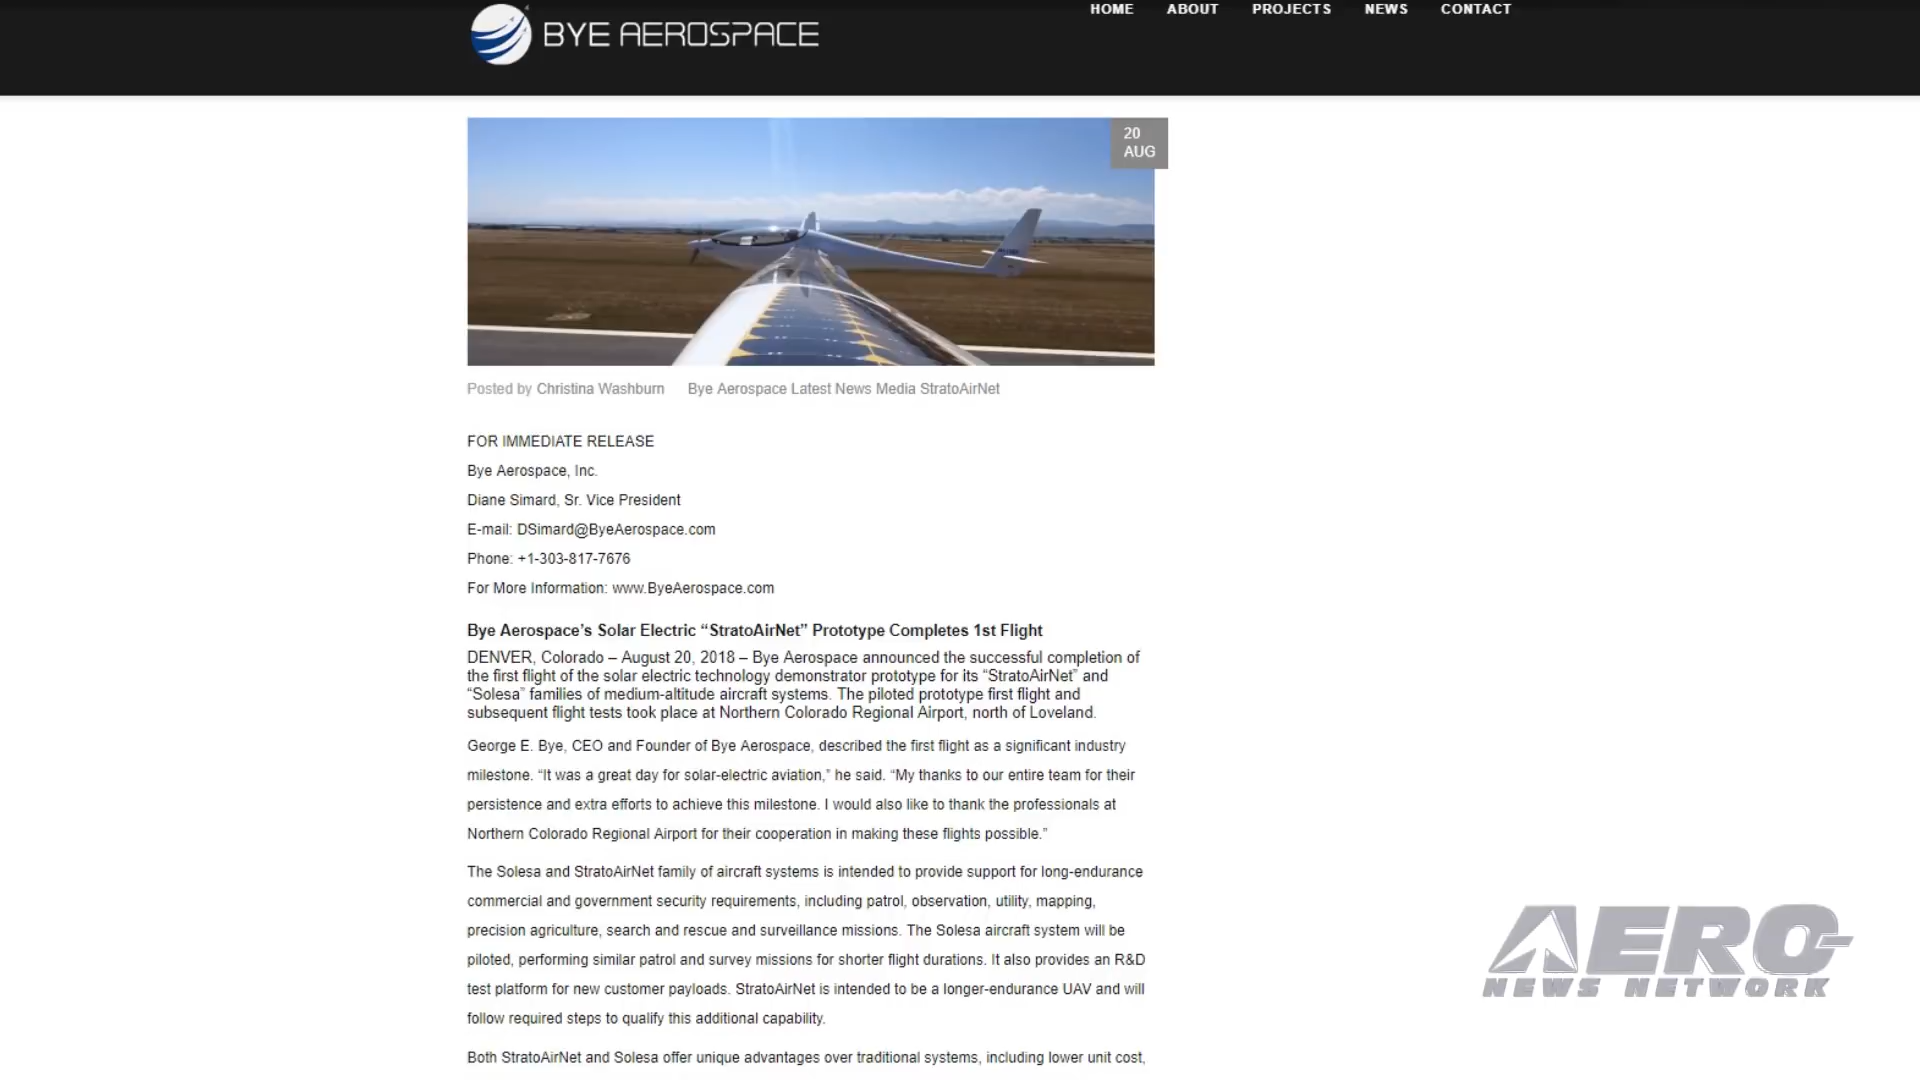 BYE AEROSPACE
HOME ABOUT PROJECTS NEWS CONTACT
20
AUG
Posted by Christina Washburn Bye Aerospace Latest News Media StratoAirNet
FOR IMMEDIATE RELEASE
Bye Aerospace, Inc.
Diane Simard, Sr. Vice President
E-mail: DSimard@ByeAerospace.com
Phone: +1-303-817-7676
For More Information: www.ByeAerospace.com
Bye Aerospace’s Solar Electric “StratoAirNet” Prototype Completes 1st Flight
DENVER, Colorado – August 20, 2018 – Bye Aerospace announced the successful completion of
the first flight of the solar electric technology demonstrator prototype for its “StratoAirNet” and
“Solesa” families of medium-altitude aircraft systems. The piloted prototype first flight and
subsequent flight tests took place at Northern Colorado Regional Airport, north of Loveland.
George E. Bye, CEO and Founder of Bye Aerospace, described the first flight as a significant industry
milestone. “It was a great day for solar-electric aviation,” he said. “My thanks to our entire team for their
persistence and extra efforts to achieve this milestone. I would also like to thank the professionals at
Northern Colorado Regional Airport for their cooperation in making these flights possible.”
The Solesa and StratoAirNet family of aircraft systems is intended to provide support for long-endurance
commercial and government security requirements, including patrol, observation, utility, mapping,
precision agriculture, search and rescue and surveillance missions. The Solesa aircraft system will be
piloted, performing similar patrol and survey missions for shorter flight durations. It also provides an R&D
test platform for new customer payloads. StratoAirNet is intended to be a longer-endurance UAV and will
follow required steps to qualify this additional capability.
Both StratoAirNet and Solesa offer unique advantages over traditional systems, including lower unit cost,
AERO-
NEWS NETWORK